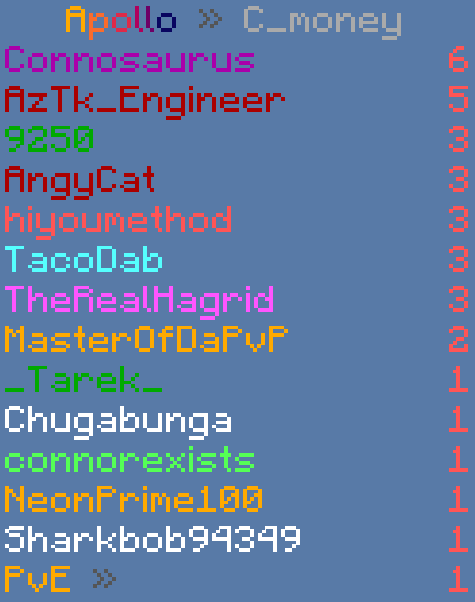 Apollo » C_money
Connosaurus 6
AzTk_Engineer 5
9250 3
AngyCat 3
hiyoumethod 3
TacoDab 3
TheRealHagrid 3
MasterOfDaPvP 2
_Tarek_ 1
Chugabunga 1
connorexists 1
NeonPrime100 1
Sharkbob94349 1
PvE » 1